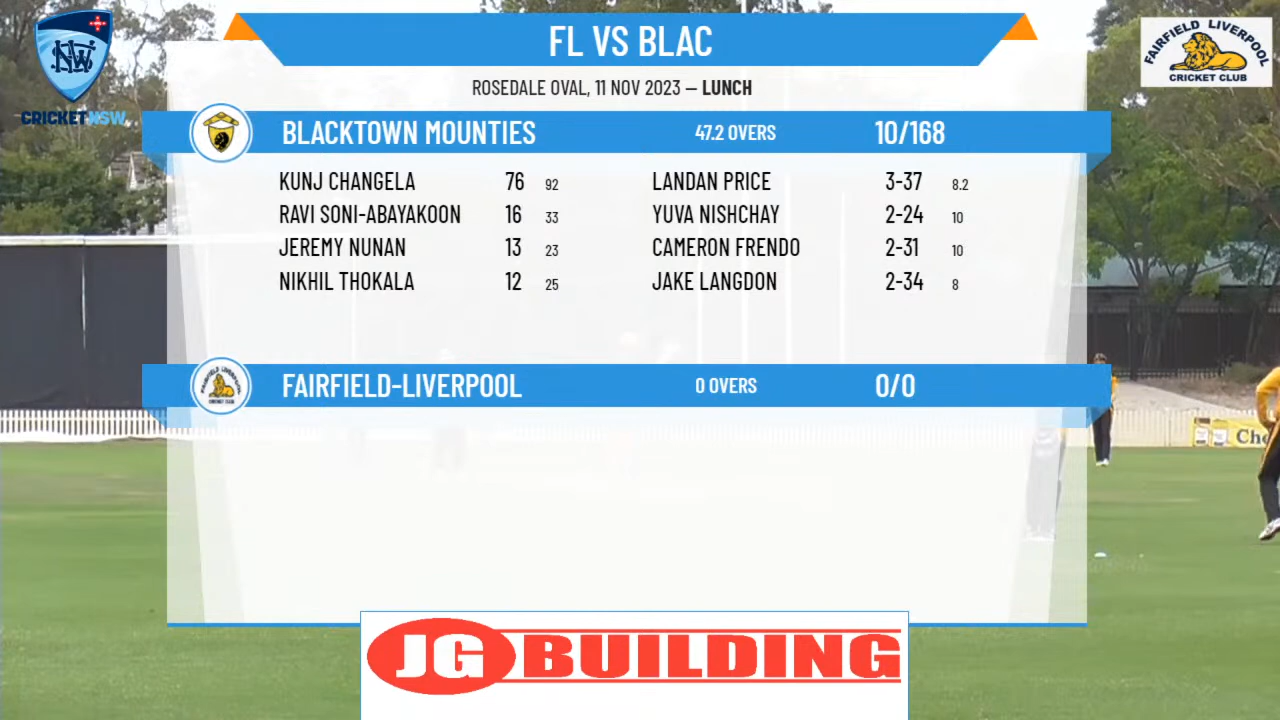 FL VS BLAC
FAIRFIELD LIVERPOOL
CRICKET CLUB
CRICKET NSW
ROSEDALE OVAL, 11 NOV 2023 – LUNCH
BLACKTOWN MOUNTIES 47.2 OVERS 10/168
KUNJ CHANGELA 76 92 LANDAN PRICE 3-37 8.2
RAVI SONI-ABAYAKOON 16 33 YUVA NISHCHAY 2-24 10
JEREMY NUNAN 13 23 CAMERON FRENDO 2-31 10
NIKHIL THOKALA 12 25 JAKE LANGDON 2-34 8
FAIRFIELD-LIVERPOOL 0 OVERS 0/0
JG BUILDING